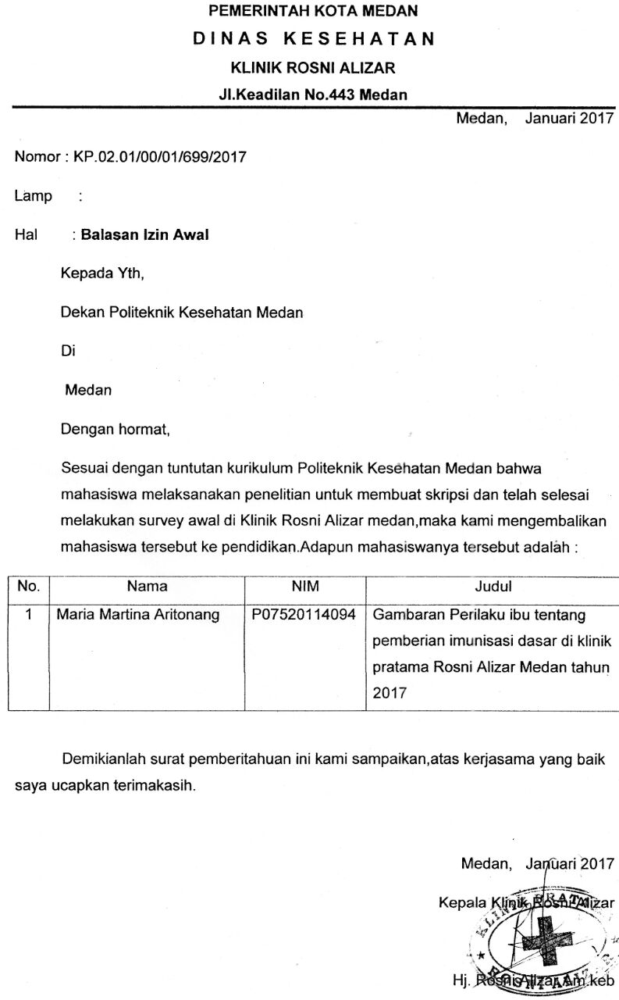 PEMERINTAH KOTA MEDAN
DINAS KESEHATAN
KLINIK ROSNI ALIZAR
Jl.Keadilan No.443 Medan
Medan, Januari 2017
Nomor : KP.02.01/00/01/699/2017
Lamp :
Hal : Balasan Izin Awal
Kepada Yth,
Dekan Politeknik Kesehatan Medan
Di
Medan
Dengan hormat,
Sesuai dengan tuntutan kurikulum Politeknik Kesehatan Medan bahwa
mahasiswa melaksanakan penelitian untuk membuat skripsi dan telah selesai
melakukan survey awal di Klinik Rosni Alizar medan,maka kami mengembalikan
mahasiswa tersebut ke pendidikan.Adapun mahasiswanya tersebut adalah :
No. Nama NIM Judul
1 Maria Martina Aritonang P07520114094 Gambaran Perilaku ibu tentang
pemberian imunisasi dasar di klinik
pratama Rosni Alizar Medan tahun
2017
Demikianlah surat pemberitahuan ini kami sampaikan,atas kerjasama yang baik
saya ucapkan terimakasih.
Medan, Januari 2017
Kepala Klinik Rosni Alizar
Hj. Rosni Alizar, Am.keb